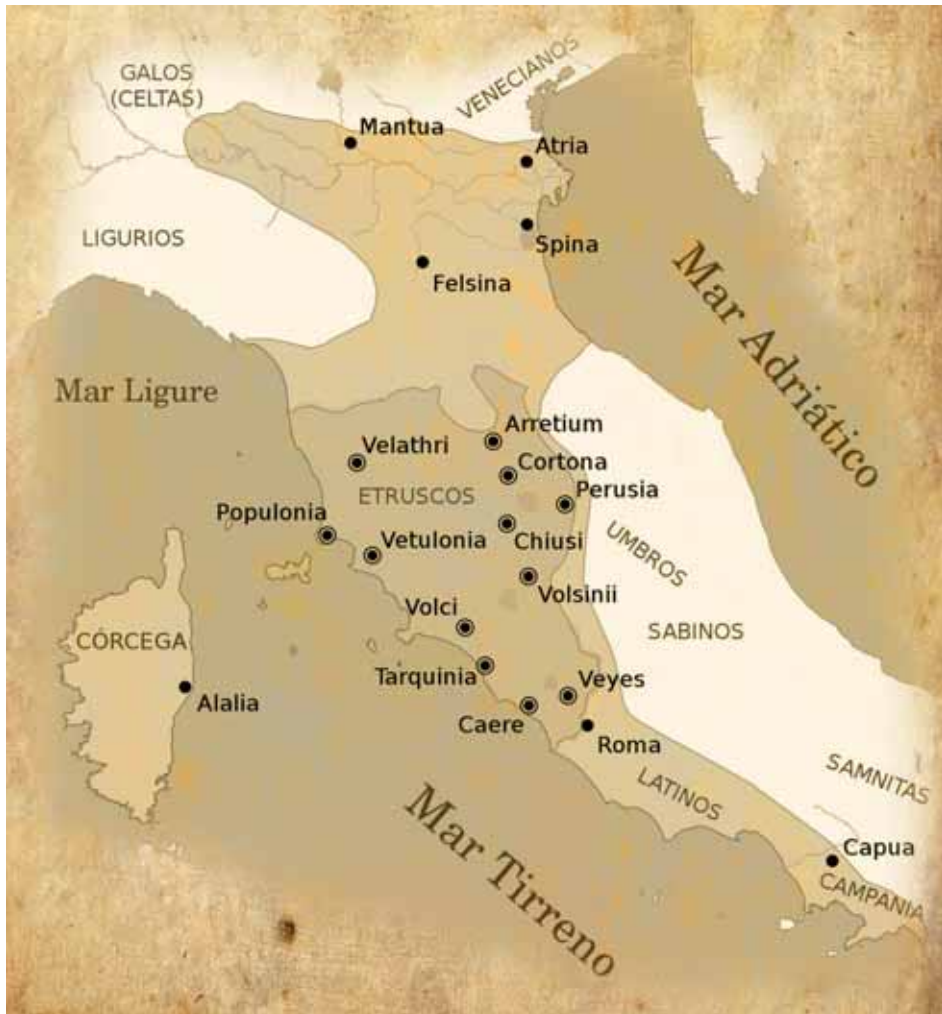 GALOS
(CELTAS)
VENECIANOS
Mantua
Atria
LIGURIOS
Spina
Felsina
Mar Adriático
Mar Ligure
Arretium
Velathri
Cortona
ETRUSCOS
Perusia
Populonia
Vetulonia
Chiusi
UMBROS
Volsinii
Volci
SABINOS
CÓRCEGA
Tarquinia
Veyes
Alalia
Caere
Roma
LATINOS
SAMNITAS
Mar Tirreno
Capua
CAMPANIA